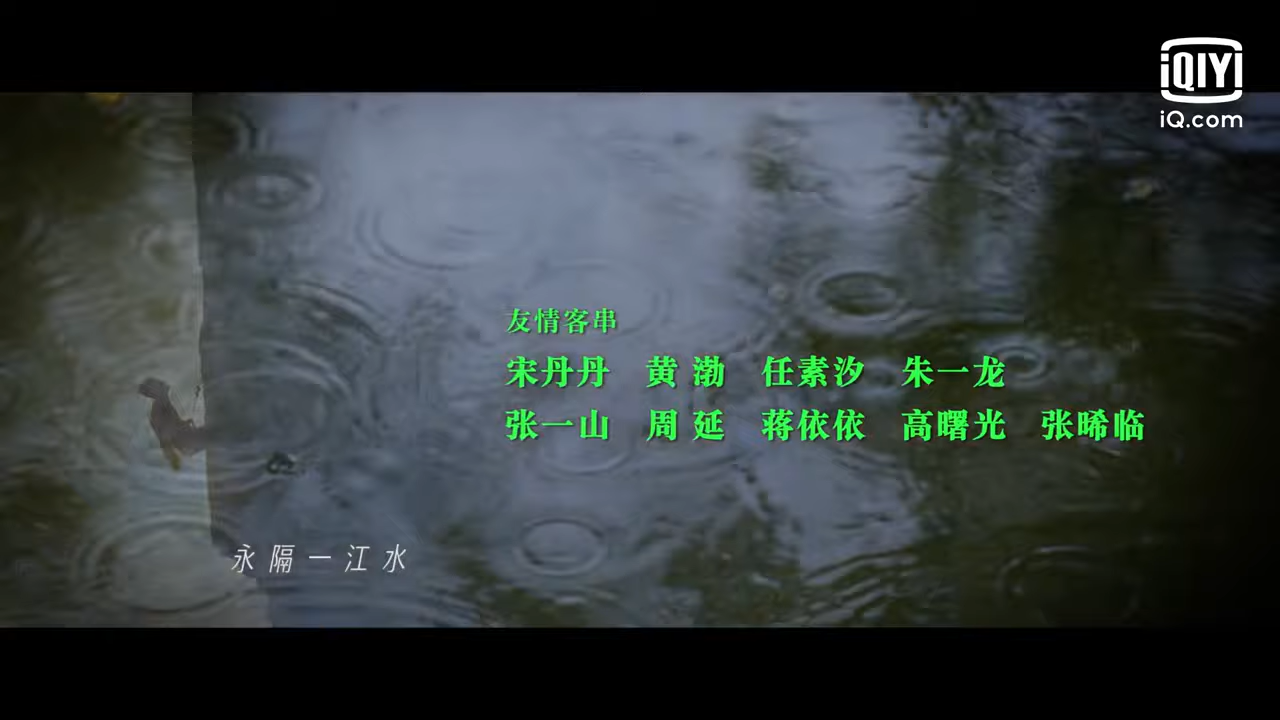 iQIYI
iQ.com
友情客串
宋丹丹 黄渤 任素汐 朱一龙
张一山 周延 蒋依依 高曙光 张晞临
永隔一江水